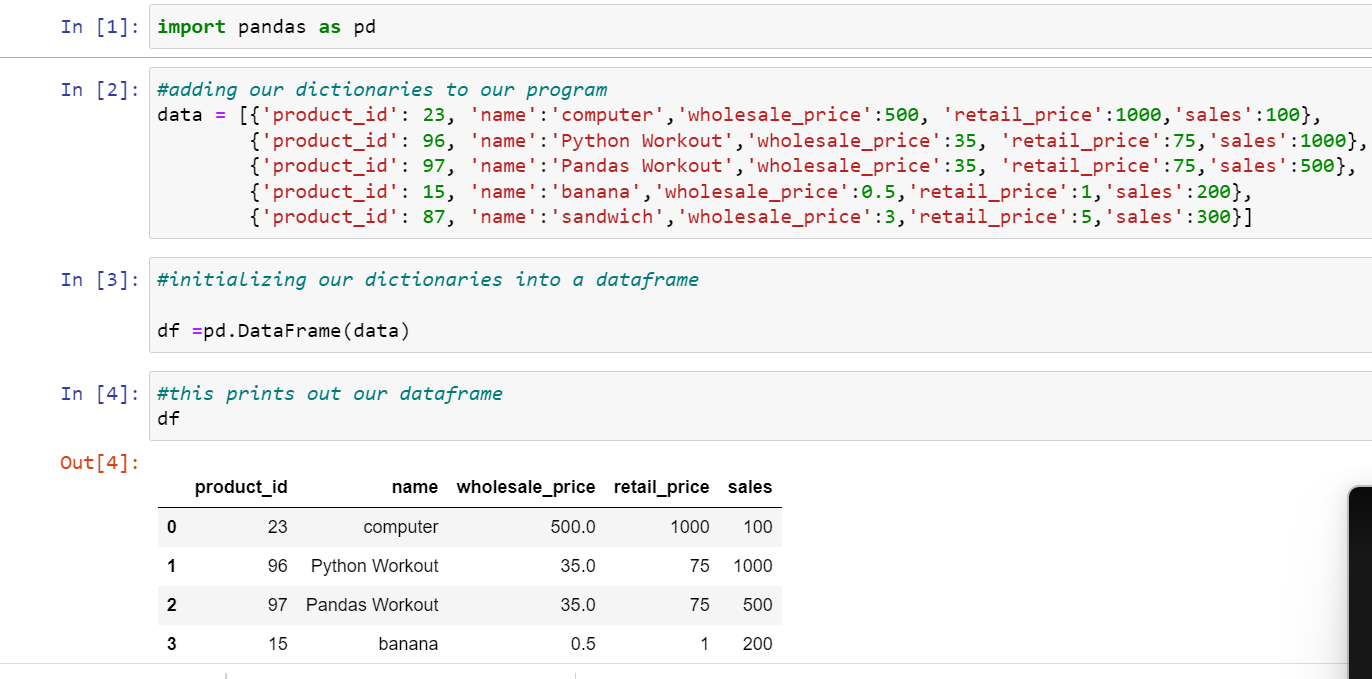 In [1]: import pandas as pd
In [2]: #adding our dictionaries to our program
data = [{'product_id': 23, 'name':'computer','wholesale_price':500, 'retail_price':1000,'sales':100},
{'product_id': 96, 'name':'Python Workout','wholesale_price':35, 'retail_price':75,'sales':1000},
{'product_id': 97, 'name':'Pandas Workout','wholesale_price':35, 'retail_price':75,'sales':500},
{'product_id': 15, 'name':'banana','wholesale_price':0.5,'retail_price':1,'sales':200},
{'product_id': 87, 'name':'sandwich','wholesale_price':3,'retail_price':5,'sales':300}]
In [3]: #initializing our dictionaries into a dataframe
df =pd.DataFrame(data)
In [4]: #this prints out our dataframe
df
Out[4]:
product_id name wholesale_price retail_price sales
0 23 computer 500.0 1000 100
1 96 Python Workout 35.0 75 1000
2 97 Pandas Workout 35.0 75 500
3 15 banana 0.5 1 200